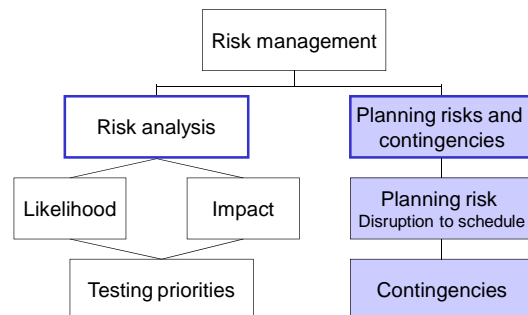 Risk management
Risk analysis
Planning risks and
contingencies
Likelihood
Impact
Planning risk
Disruption to schedule
Testing priorities
Contingencies